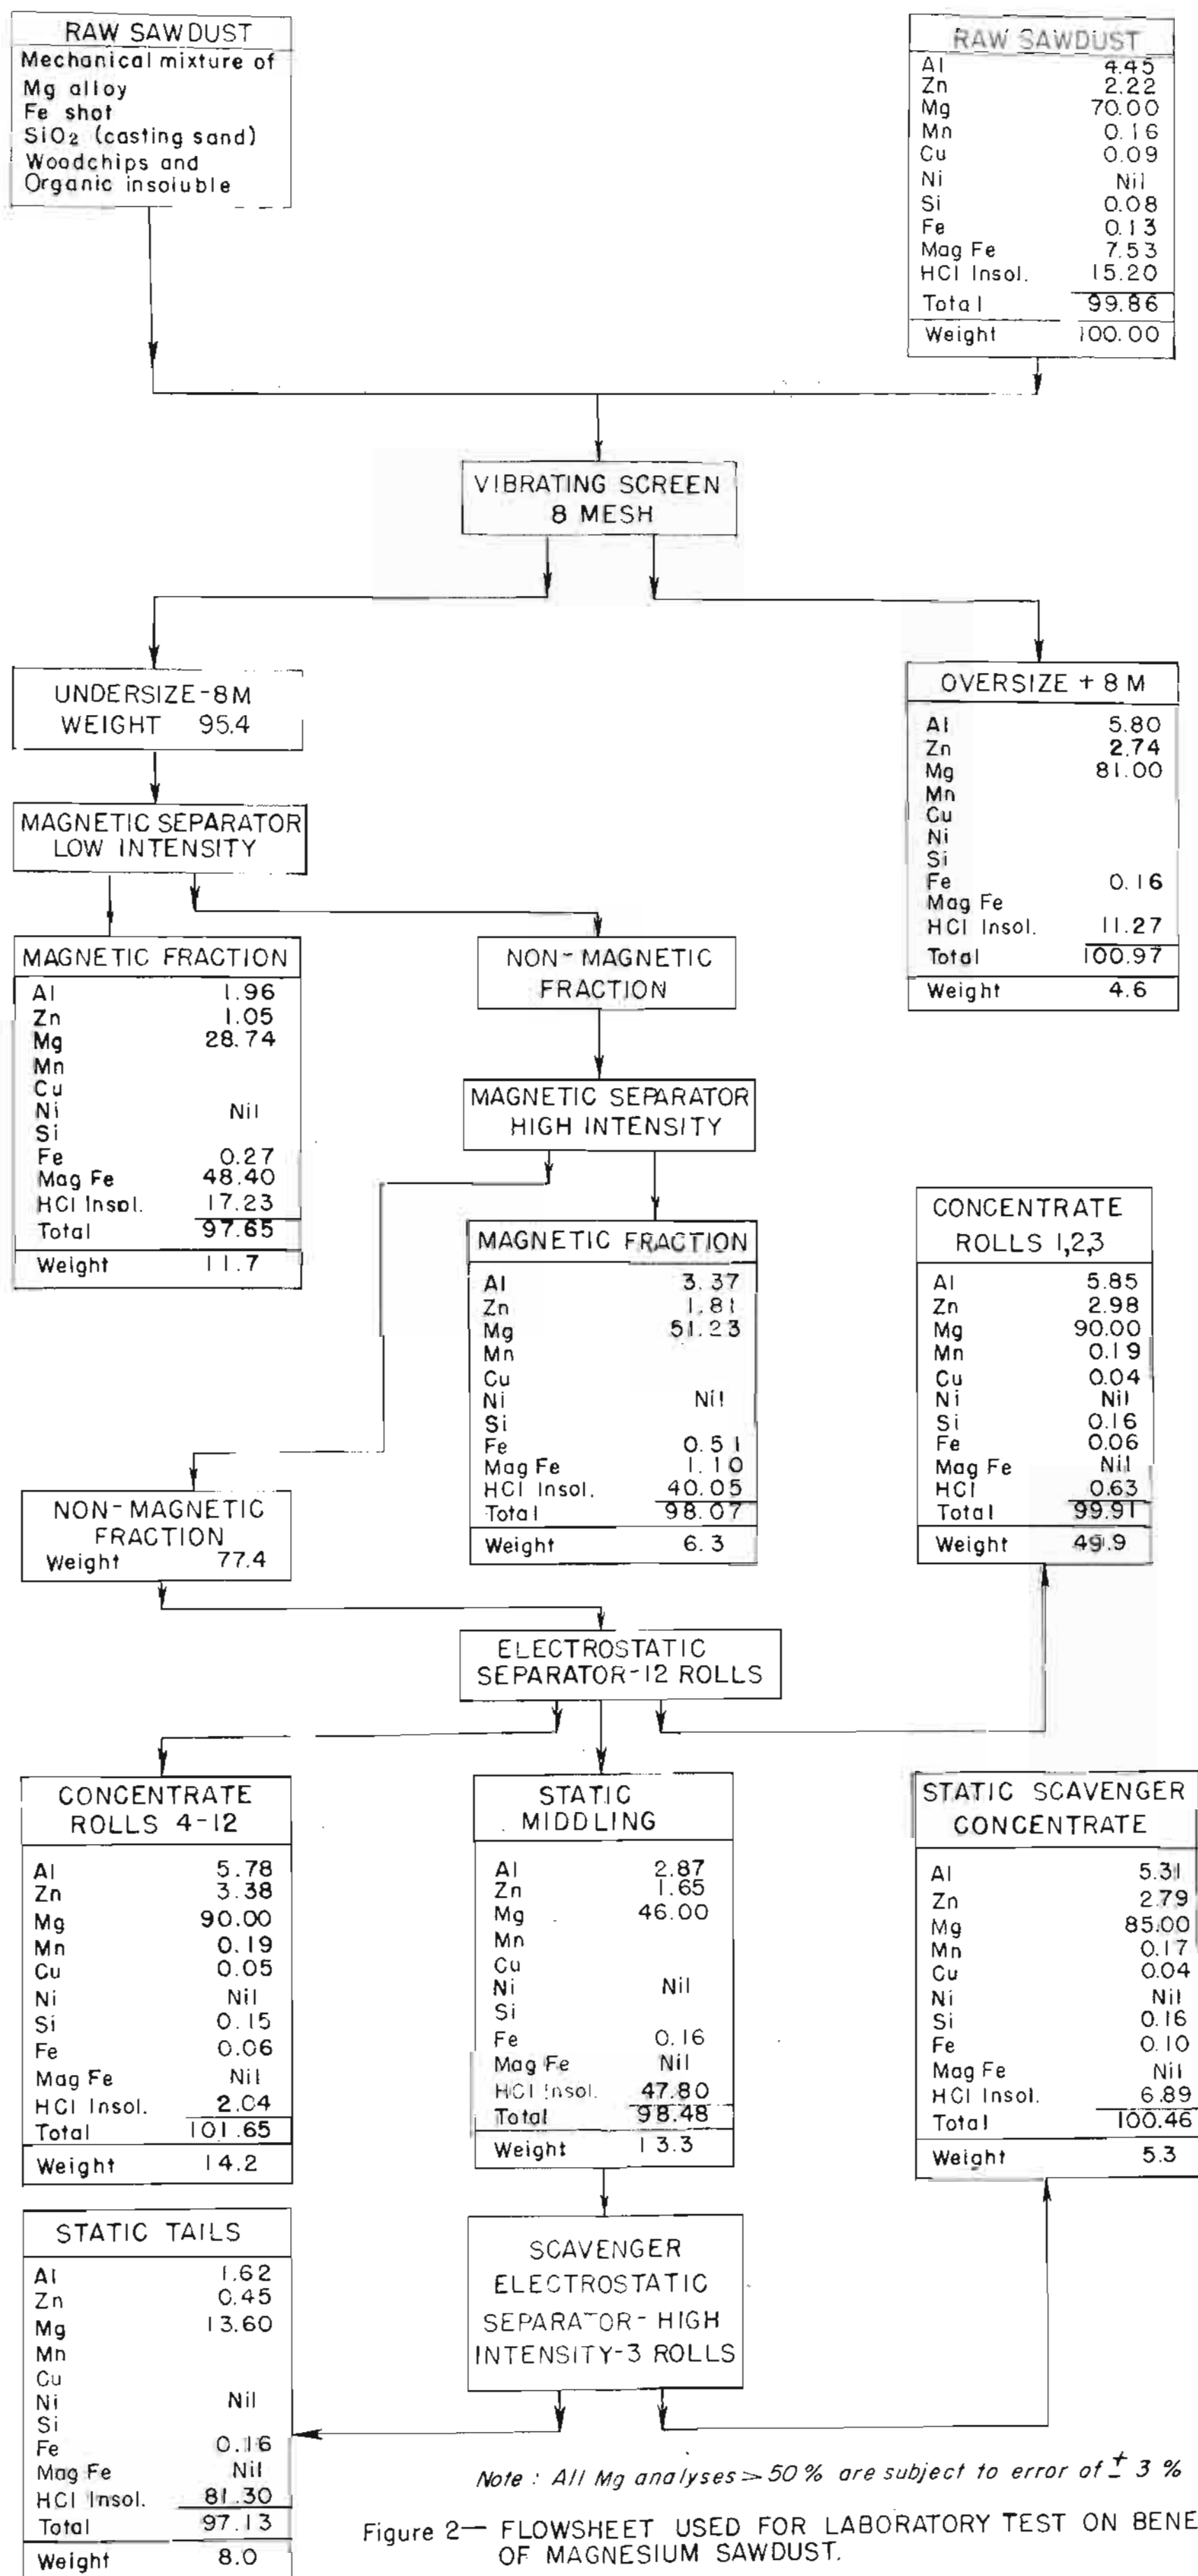 RAW SAWDUST
Mechanical mixture of
Mg alloy
Fe shot
SiO2 (casting sand)
Woodchips and
Organic insoluble
RAW SAWDUST
Al 4.45
Zn 2.22
Mg 70.00
Mn 0.16
Cu 0.09
Ni Nil
Si 0.08
Fe 0.13
Mag Fe 7.53
HCl Insol. 15.20
Total 99.86
Weight 100.00
VIBRATING SCREEN
8 MESH
UNDERSIZE-8M
WEIGHT 95.4
OVERSIZE + 8 M
Al 5.80
Zn 2.74
Mg 81.00
Mn
Cu
Ni
Si
Fe 0.16
Mag Fe
HCl Insol. 11.27
Total 100.97
Weight 4.6
MAGNETIC SEPARATOR
LOW INTENSITY
MAGNETIC FRACTION
Al 1.96
Zn 1.05
Mg 28.74
Mn
Cu
Ni Nil
Si
Fe 0.27
Mag Fe 48.40
HCl Insol. 17.23
Total 97.65
Weight 11.7
NON-MAGNETIC
FRACTION
MAGNETIC SEPARATOR
HIGH INTENSITY
MAGNETIC FRACTION
Al 3.37
Zn 1.81
Mg 51.23
Mn
Cu
Ni Nil
Si
Fe 0.51
Mag Fe 1.10
HCl Insol. 40.05
Total 98.07
Weight 6.3
CONCENTRATE
ROLLS 1,2,3
Al 5.85
Zn 2.98
Mg 90.00
Mn 0.19
Cu 0.04
Ni Nil
Si 0.16
Fe 0.06
Mag Fe Nil
HCl 0.63
Total 99.91
Weight 49.9
NON-MAGNETIC
FRACTION
Weight 77.4
ELECTROSTATIC
SEPARATOR-12 ROLLS
CONCENTRATE
ROLLS 4-12
Al 5.78
Zn 3.38
Mg 90.00
Mn 0.19
Cu 0.05
Ni Nil
Si 0.15
Fe 0.06
Mag Fe Nil
HCl Insol. 2.04
Total 101.65
Weight 14.2
STATIC
MIDDLING
Al 2.87
Zn 1.65
Mg 46.00
Mn
Cu
Ni Nil
Si
Fe 0.16
Mag Fe Nil
HCl Insol. 47.80
Total 98.48
Weight 13.3
STATIC SCAVENGER
CONCENTRATE
Al 5.31
Zn 2.79
Mg 85.00
Mn 0.17
Cu 0.04
Ni Nil
Si 0.16
Fe 0.10
Mag Fe Nil
HCl Insol. 6.89
Total 100.46
Weight 5.3
STATIC TAILS
Al 1.62
Zn 0.45
Mg 13.60
Mn
Cu
Ni Nil
Si
Fe 0.16
Mag Fe Nil
HCl Insol. 81.30
Total 97.13
Weight 8.0
SCAVENGER
ELECTROSTATIC
SEPARATOR-HIGH
INTENSITY-3 ROLLS
Note : All Mg analyses > 50 % are subject to error of ± 3 %
Figure 2— FLOWSHEET USED FOR LABORATORY TEST ON BENE
OF MAGNESIUM SAWDUST.